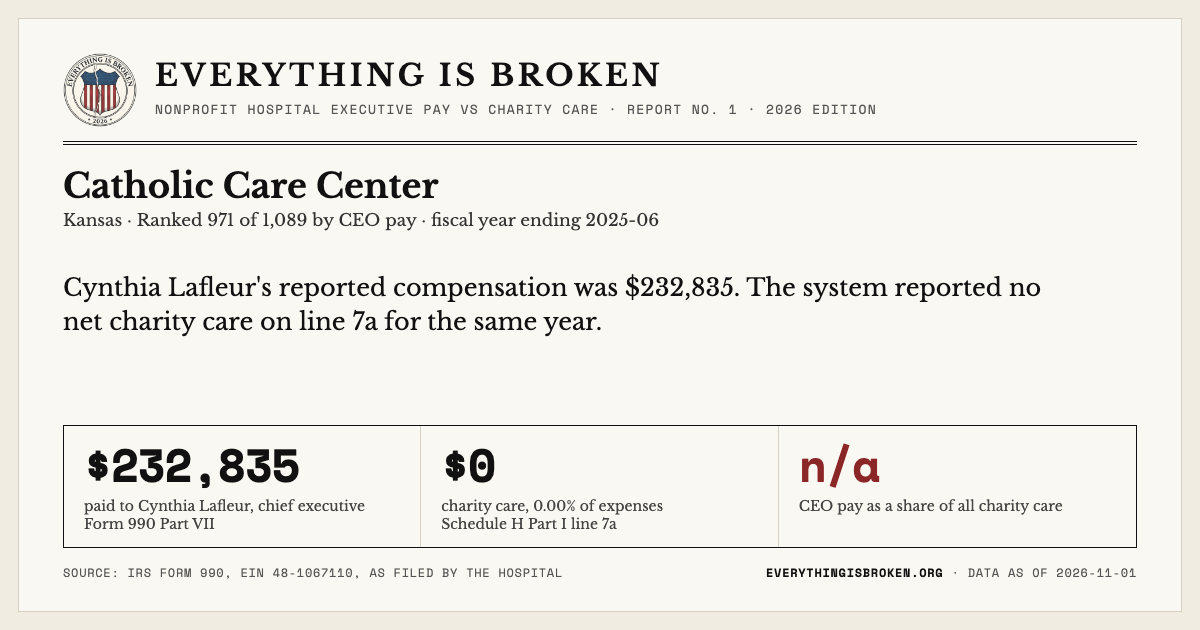 EVERYTHING IS BROKEN
2026
EVERYTHING IS BROKEN
NONPROFIT HOSPITAL EXECUTIVE PAY VS CHARITY CARE · REPORT NO. 1 · 2026 EDITION
Catholic Care Center
Kansas · Ranked 971 of 1,089 by CEO pay · fiscal year ending 2025-06
Cynthia Lafleur's reported compensation was $232,835. The system reported no
net charity care on line 7a for the same year.
$232,835
paid to Cynthia Lafleur, chief executive
Form 990 Part VII
$0
charity care, 0.00% of expenses
Schedule H Part I line 7a
n/a
CEO pay as a share of all charity care
SOURCE: IRS FORM 990, EIN 48-1067110, AS FILED BY THE HOSPITAL
EVERYTHINGISBROKEN.ORG · DATA AS OF 2026-11-01